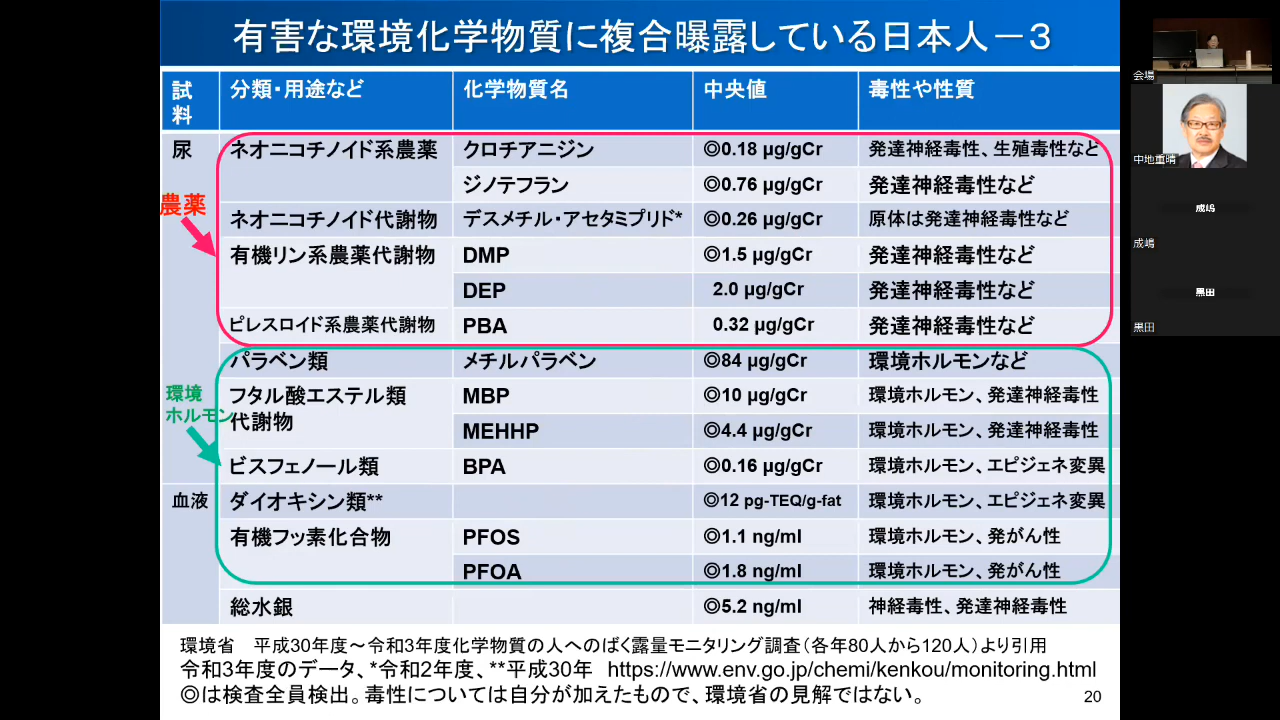 有害な環境化学物質に複合曝露している日本人－３
試料 分類・用途など 化学物質名 中央値 毒性や性質
尿 ネオニコチノイド系農薬 クロチアニジン ◎0.18 µg/gCr 発達神経毒性、生殖毒性など
ジノテフラン ◎0.76 µg/gCr 発達神経毒性など
農薬
ネオニコチノイド代謝物 デスメチル・アセタミプリド* ◎0.26 µg/gCr 原体は発達神経毒性など
有機リン系農薬代謝物 DMP ◎1.5 µg/gCr 発達神経毒性など
DEP 2.0 µg/gCr 発達神経毒性など
ピレスロイド系農薬代謝物 PBA 0.32 µg/gCr 発達神経毒性など
パラベン類 メチルパラベン ◎84 µg/gCr 環境ホルモンなど
環境
ホルモン
フタル酸エステル類 MBP ◎10 µg/gCr 環境ホルモン、発達神経毒性
代謝物 MEHHP ◎4.4 µg/gCr 環境ホルモン、発達神経毒性
ビスフェノール類 BPA ◎0.16 µg/gCr 環境ホルモン、エピジェネ変異
血液 ダイオキシン類** ◎12 pg-TEQ/g-fat 環境ホルモン、エピジェネ変異
有機フッ素化合物 PFOS ◎1.1 ng/ml 環境ホルモン、発がん性
PFOA ◎1.8 ng/ml 環境ホルモン、発がん性
総水銀 ◎5.2 ng/ml 神経毒性、発達神経毒性
環境省　平成30年度～令和3年度化学物質の人へのばく露量モニタリング調査（各年80人から120人）より引用
令和3年度のデータ、*令和2年度、**平成30年 https://www.env.go.jp/chemi/kenkou/monitoring.html
◎は検査全員検出。毒性については自分が加えたもので、環境省の見解ではない。
20
会場
中地重晴
成嶋
成嶋
黒田
黒田